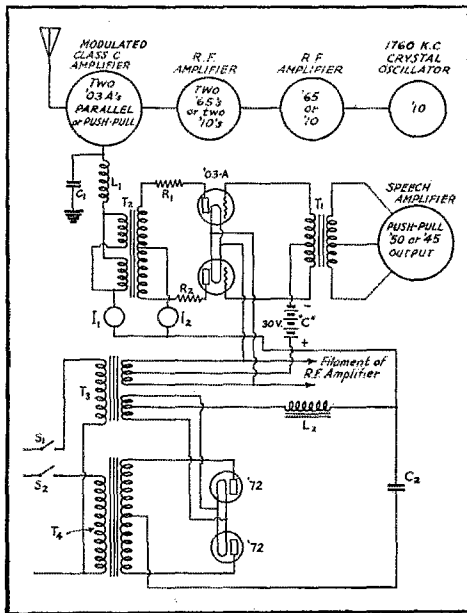 MODULATED
CLASS C
AMPLIFIER
R.F.
AMPLIFIER
R F
AMPLIFIER
1760 K.C
CRYSTAL
OSCILLATOR
TWO
'03 A's
PARALLEL
or PUSH-PULL
TWO
'65's
or two
'10's
'65
or
'10
'10
C1
L1
T2
R1
'03-A
T1
SPEECH
AMPLIFIER
PUSH-PULL
'50 or '45
OUTPUT
R2
I1
I2
30 V.
"C"
-
+
Filament of
R.F. Amplifier
T3
L2
S1
S2
C2
T4
'72
'72